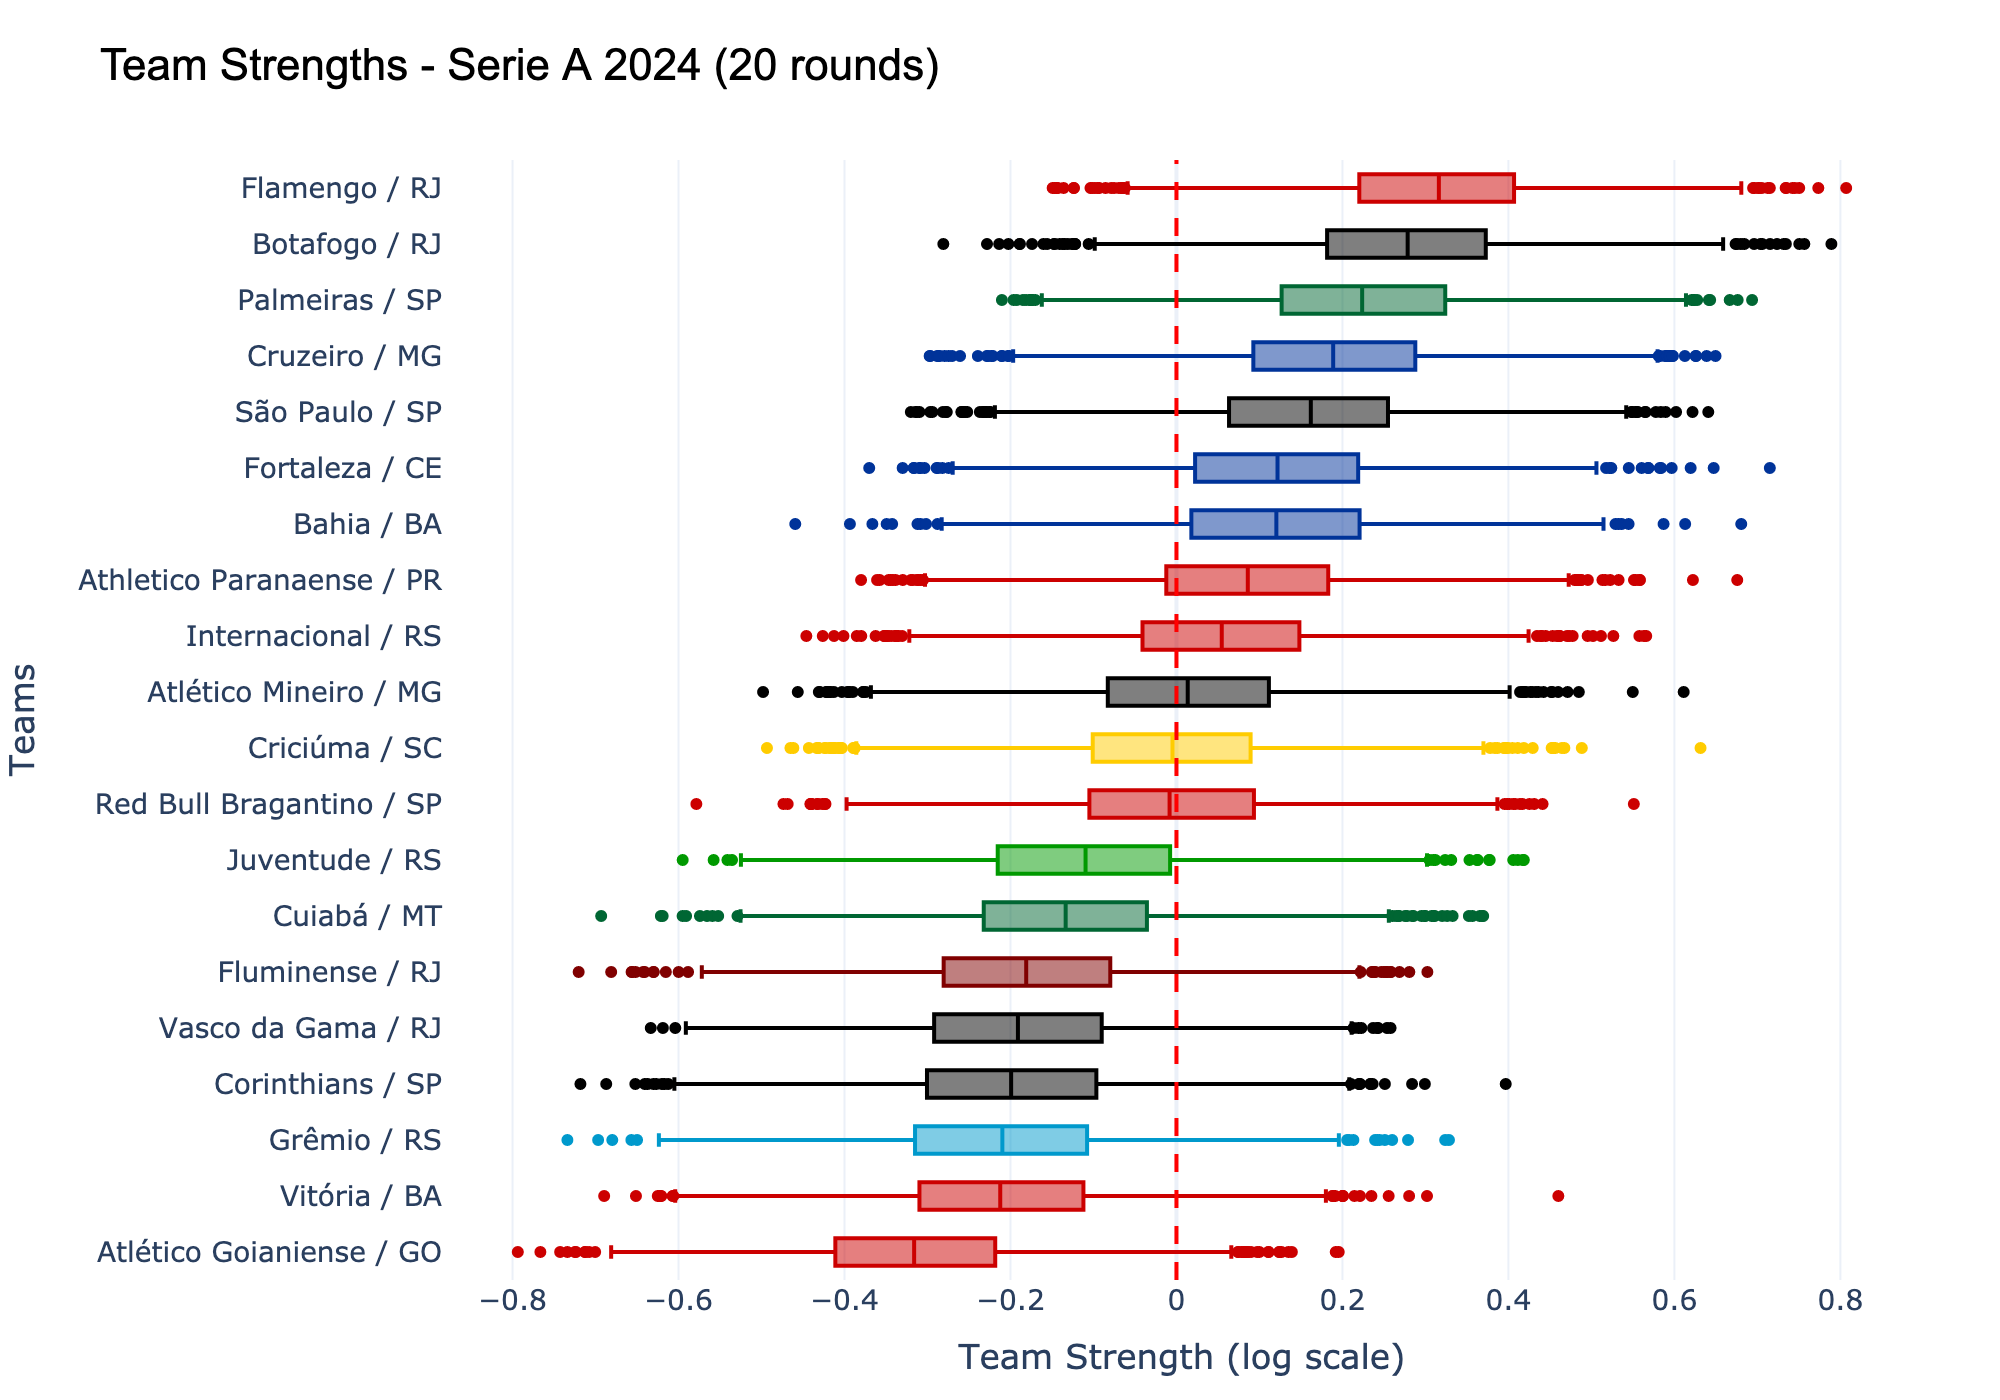 Team Strengths - Serie A 2024 (20 rounds)
Teams
Flamengo / RJ
Botafogo / RJ
Palmeiras / SP
Cruzeiro / MG
São Paulo / SP
Fortaleza / CE
Bahia / BA
Athletico Paranaense / PR
Internacional / RS
Atlético Mineiro / MG
Criciúma / SC
Red Bull Bragantino / SP
Juventude / RS
Cuiabá / MT
Fluminense / RJ
Vasco da Gama / RJ
Corinthians / SP
Grêmio / RS
Vitória / BA
Atlético Goianiense / GO
−0.8 −0.6 −0.4 −0.2 0 0.2 0.4 0.6 0.8
Team Strength (log scale)